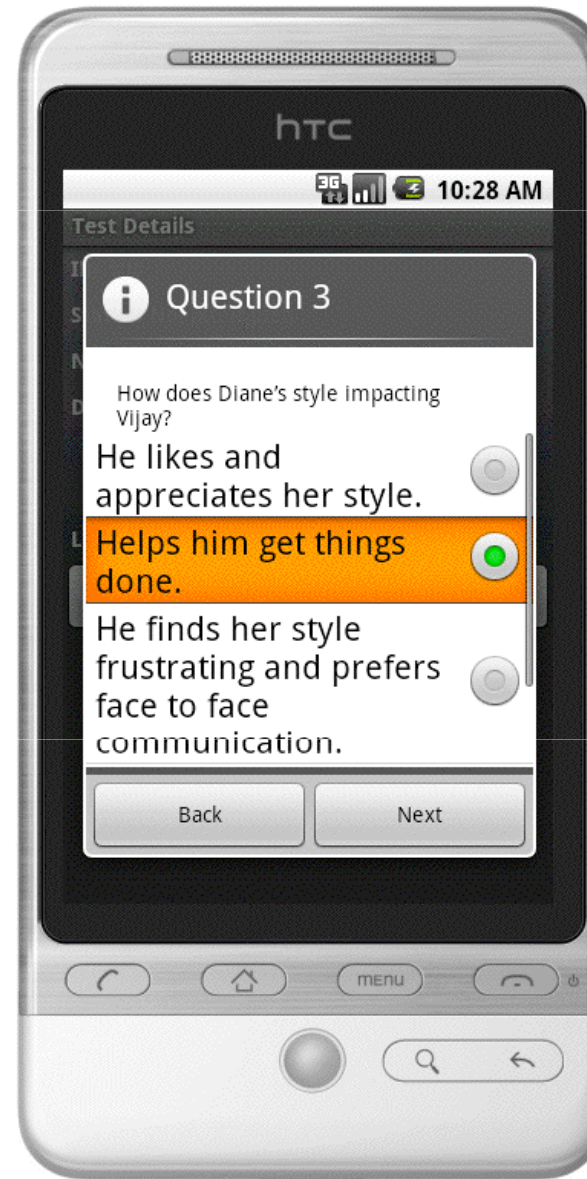 hTC
3G
10:28 AM
Test Details
Question 3
How does Diane’s style impacting
Vijay?
He likes and
appreciates her style.
Helps him get things
done.
He finds her style
frustrating and prefers
face to face
communication.
Back
Next
MENU